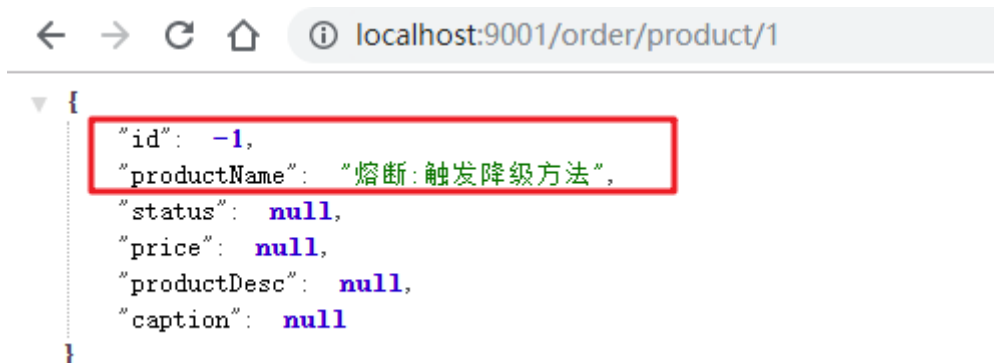 localhost:9001/order/product/1
{
"id": -1,
"productName": "熔断:触发降级方法",
"status": null,
"price": null,
"productDesc": null,
"caption": null
}